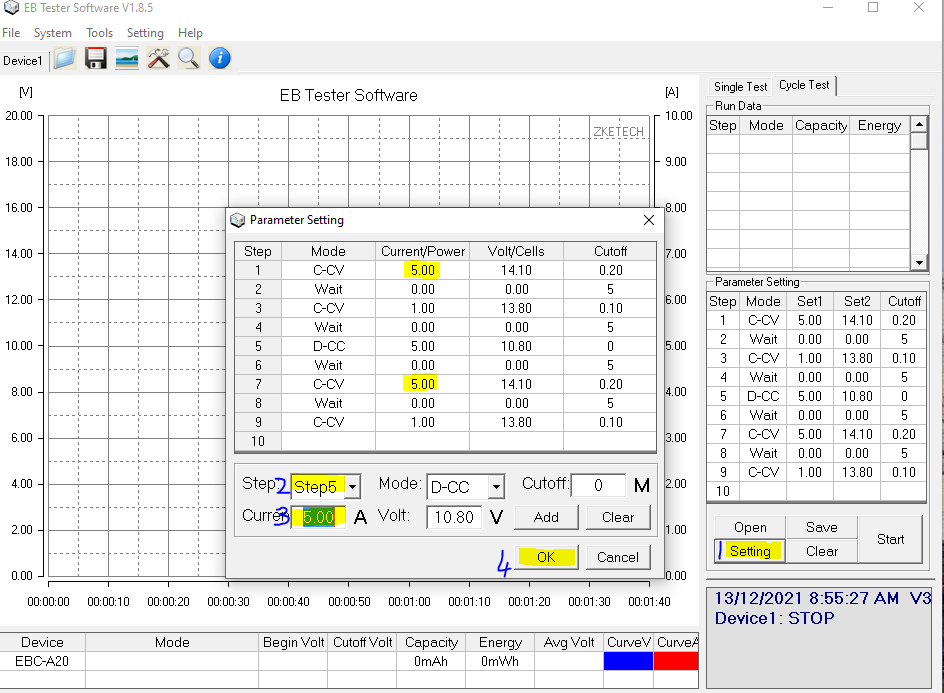 EB Tester Software V1.8.5
File System Tools Setting Help
Device1
[V]
EB Tester Software
[A]
ZKETECH
20.00
18.00
16.00
14.00
12.00
10.00
8.00
6.00
4.00
2.00
0.00
10.00
9.00
8.00
7.00
6.00
5.00
4.00
3.00
2.00
1.00
0.00
00:00:00 00:00:10 00:00:20 00:00:30 00:00:40 00:00:50 00:01:00 00:01:10 00:01:20 00:01:30 00:01:40
Parameter Setting
Step Mode Current/Power Volt/Cells Cutoff
1 C-CV 5.00 14.10 0.20
2 Wait 0.00 0.00 5
3 C-CV 1.00 13.80 0.10
4 Wait 0.00 0.00 5
5 D-CC 5.00 10.80 0
6 Wait 0.00 0.00 5
7 C-CV 5.00 14.10 0.20
8 Wait 0.00 0.00 5
9 C-CV 1.00 13.80 0.10
10
Step: 2 Step5 Mode: D-CC Cutoff: 0 M
Curre 3 5.00 A Volt: 10.80 V Add Clear
4 OK Cancel
Single Test Cycle Test
Run Data
Step Mode Capacity Energy
Parameter Setting
Step Mode Set1 Set2 Cutoff
1 C-CV 5.00 14.10 0.20
2 Wait 0.00 0.00 5
3 C-CV 1.00 13.80 0.10
4 Wait 0.00 0.00 5
5 D-CC 5.00 10.80 0
6 Wait 0.00 0.00 5
7 C-CV 5.00 14.10 0.20
8 Wait 0.00 0.00 5
9 C-CV 1.00 13.80 0.10
10
Open Save
1 Setting Clear Start
13/12/2021 8:55:27 AM V3
Device1: STOP
Device Mode Begin Volt Cutoff Volt Capacity Energy Avg Volt CurveV CurveA
EBC-A20 0mAh 0mWh